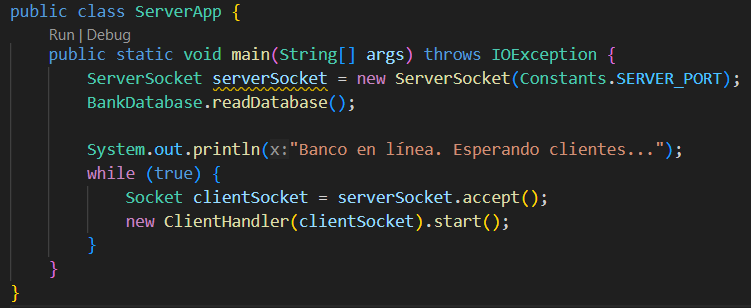 public class ServerApp {
Run | Debug
public static void main(String[] args) throws IOException {
ServerSocket serverSocket = new ServerSocket(Constants.SERVER_PORT);
BankDatabase.readDatabase();
System.out.println(x:"Banco en línea. Esperando clientes...");
while (true) {
Socket clientSocket = serverSocket.accept();
new ClientHandler(clientSocket).start();
}
}
}